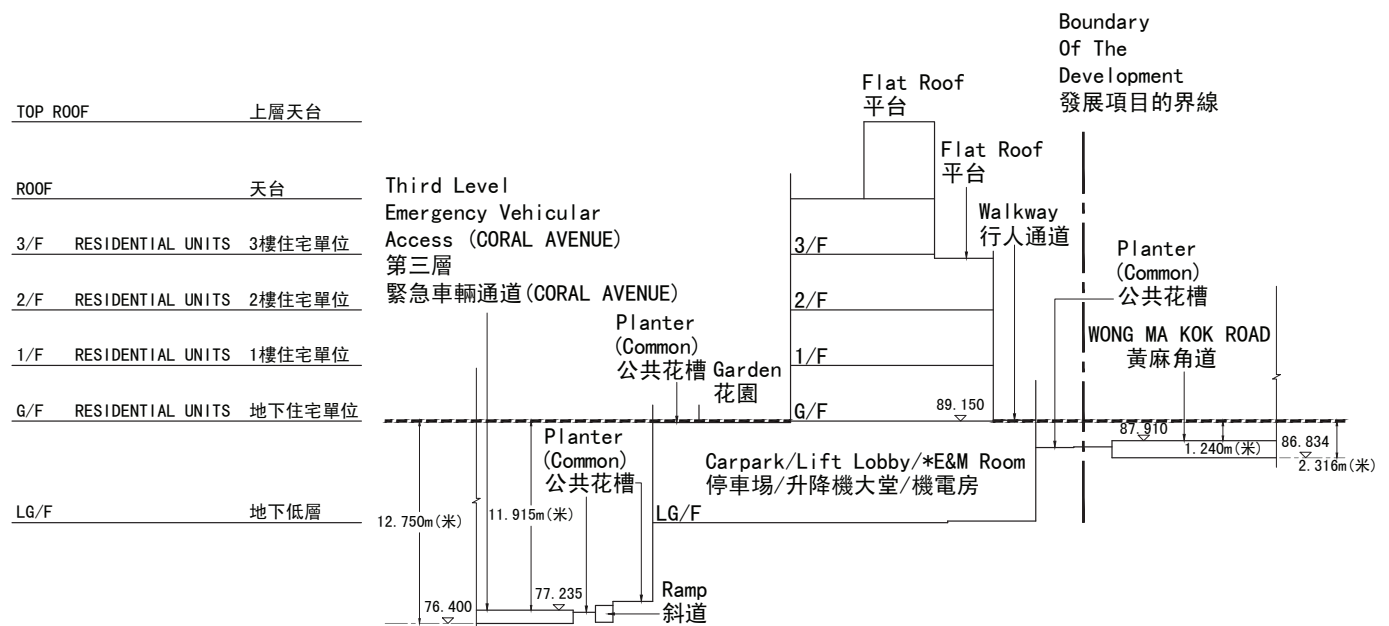 Boundary
Of The
Development
發展項目的界線
Flat Roof
平台
TOP ROOF 上層天台
Flat Roof
平台
ROOF 天台
Third Level
Emergency Vehicular
Access (CORAL AVENUE)
第三層
緊急車輛通道(CORAL AVENUE)
Walkway
行人通道
3/F RESIDENTIAL UNITS 3樓住宅單位
3/F
Planter
(Common)
公共花槽
2/F RESIDENTIAL UNITS 2樓住宅單位
2/F
Planter
(Common)
公共花槽
WONG MA KOK ROAD
黃麻角道
1/F RESIDENTIAL UNITS 1樓住宅單位
1/F
Garden
花園
G/F RESIDENTIAL UNITS 地下住宅單位
G/F
89.150
87.910
1.240m(米)
86.834
2.316m(米)
Planter
(Common)
公共花槽
Carpark/Lift Lobby/*E&M Room
停車埸/升降機大堂/機電房
LG/F 地下低層
12.750m(米)
11.915m(米)
LG/F
76.400
77.235
Ramp
斜道